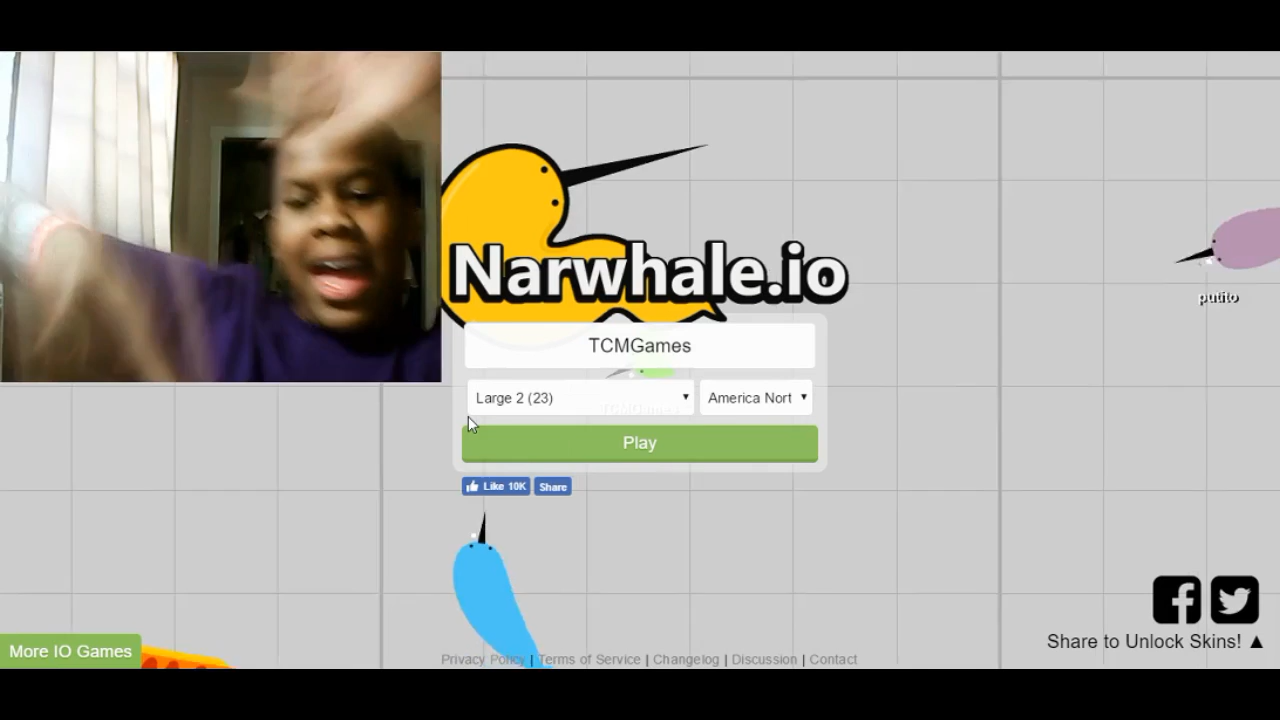 Narwhale.io
putito
TCMGames
Large 2 (23)
America Nort
Play
Like 10K
Share
More IO Games
Share to Unlock Skins! ▲
Privacy Policy | Terms of Service | Changelog | Discussion | Contact